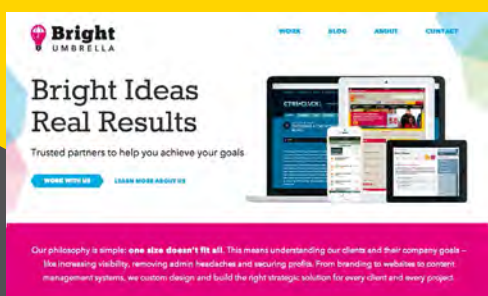 Bright
UMBRELLA
WORK BLOG ABOUT CONTACT
Bright Ideas
Real Results
Trusted partners to help you achieve your goals
WORK WITH US LEARN MORE ABOUT US
Our philosophy is simple: one size doesn't fit all. This means understanding our clients and their company goals –
like increasing visibility, removing admin headaches and securing profits. From branding to websites to content
management systems, we custom design and build the right strategic solution for every client and every project.